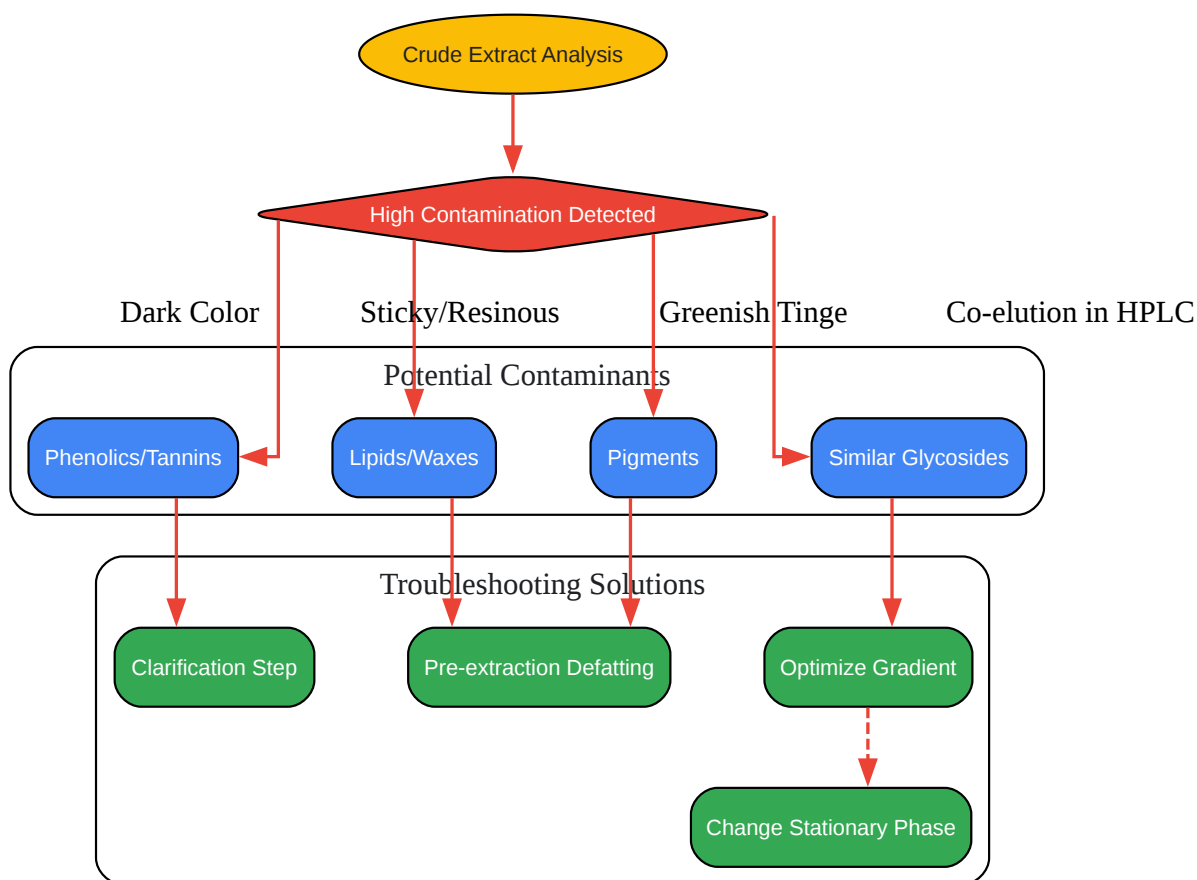 Crude Extract Analysis
High Contamination Detected
Dark Color
Sticky/Resinous
Greenish Tinge
Co-elution in HPLC
Potential Contaminants
Phenolics/Tannins
Lipids/Waxes
Pigments
Similar Glycosides
Troubleshooting Solutions
Clarification Step
Pre-extraction Defatting
Optimize Gradient
Change Stationary Phase